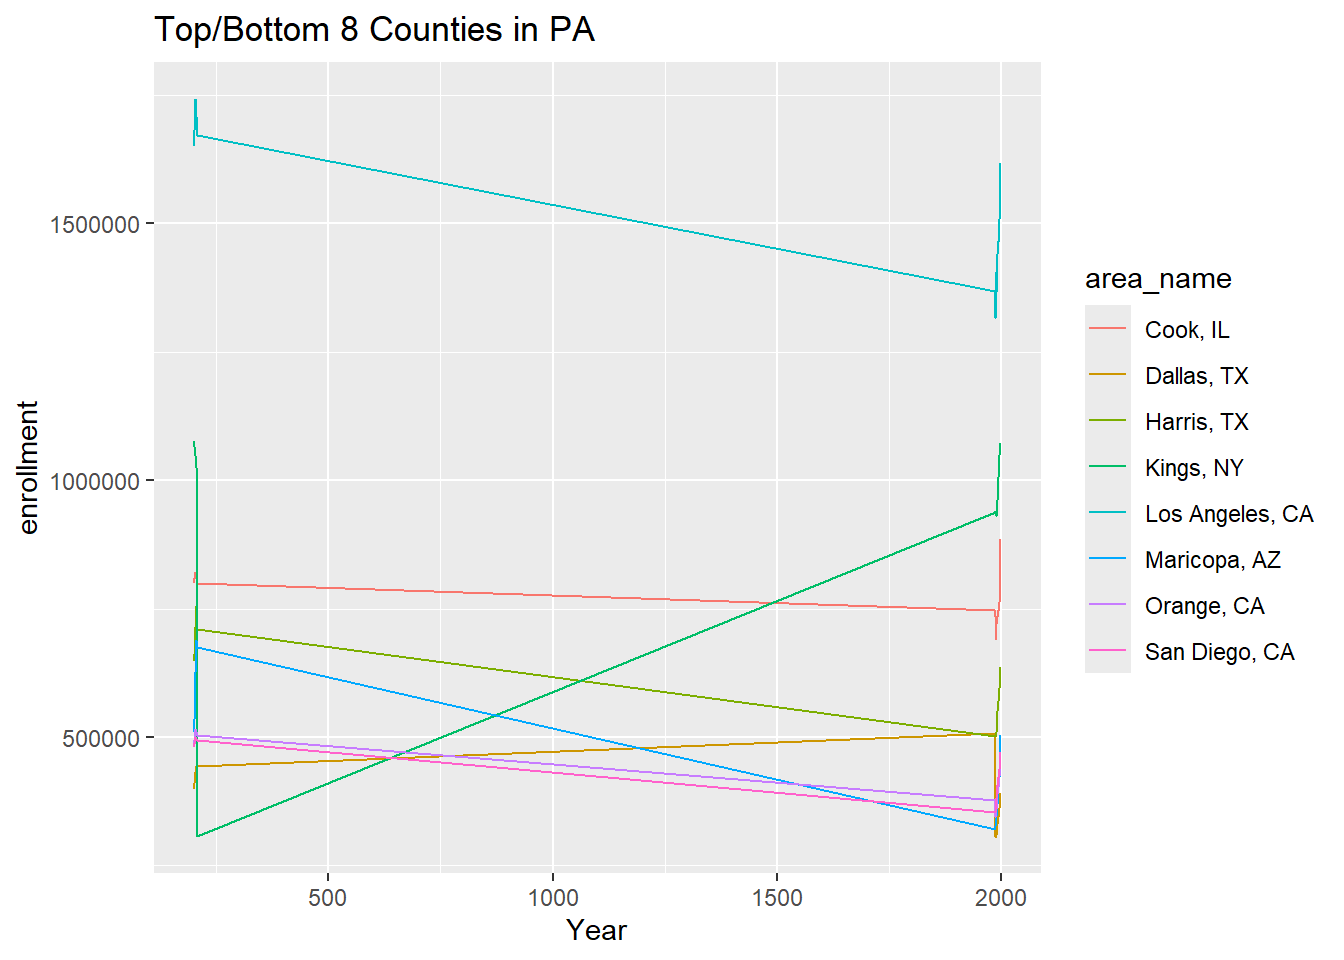 Top/Bottom 8 Counties in PA
1500000
1000000
500000
enrollment
500
1000
1500
2000
Year
area_name
Cook, IL
Dallas, TX
Harris, TX
Kings, NY
Los Angeles, CA
Maricopa, AZ
Orange, CA
San Diego, CA